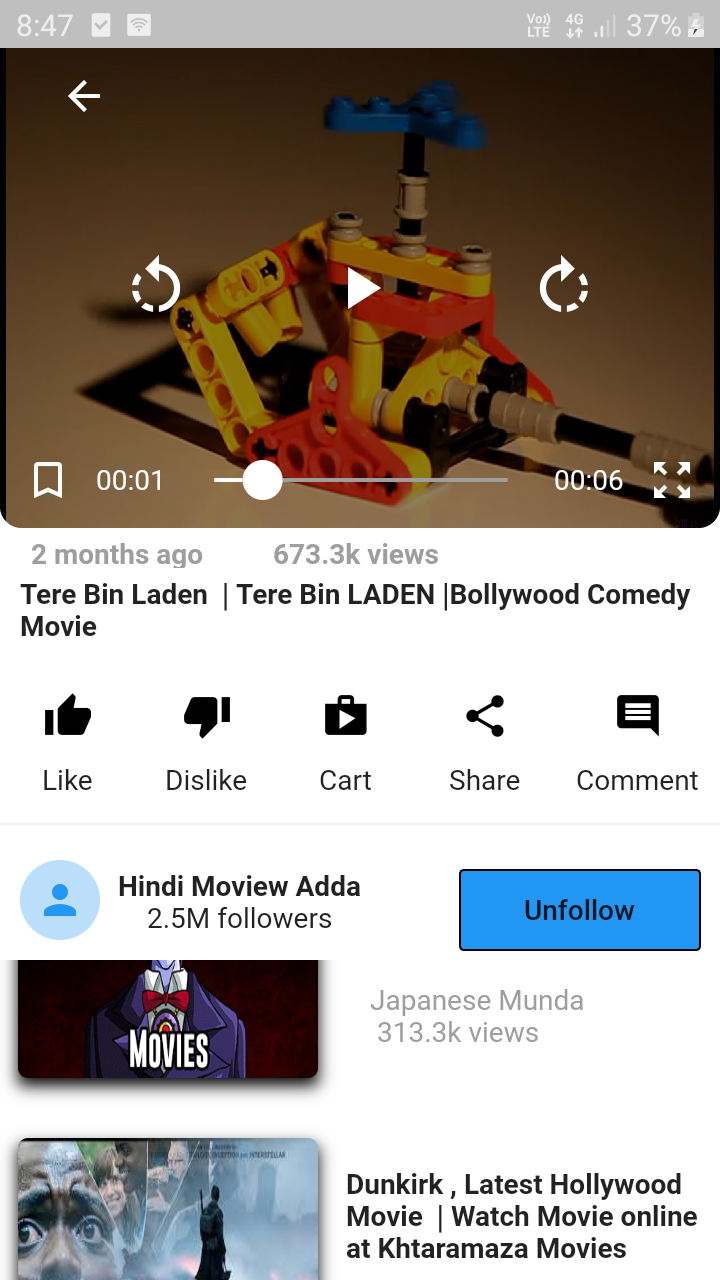 8:47
Vo))
LTE
4G
37%
00:01
00:06
2 months ago
673.3k views
Tere Bin Laden | Tere Bin LADEN |Bollywood Comedy
Movie
Like
Dislike
Cart
Share
Comment
Hindi Moview Adda
2.5M followers
Unfollow
MOVIES
Japanese Munda
313.3k views
Dunkirk , Latest Hollywood
Movie | Watch Movie online
at Khtaramaza Movies